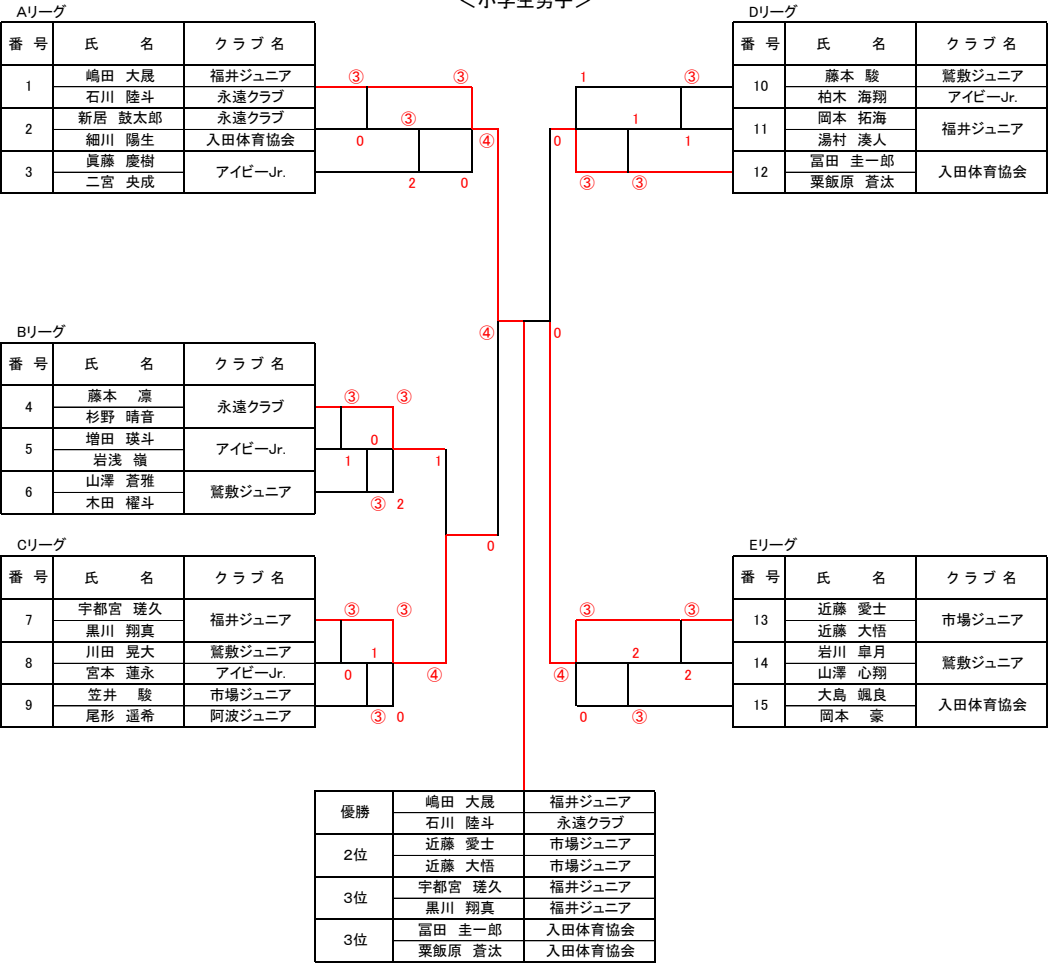 ＜小学生男子＞
Aリーグ
番 号 氏 名 クラブ名
1 嶋田 大晟 福井ジュニア
石川 陸斗 永遠クラブ
2 新居 鼓太郎 永遠クラブ
細川 陽生 入田体育協会
3 眞藤 慶樹 アイビーJr.
二宮 央成
③ ③
③
0 ④
2 0
Dリーグ
番 号 氏 名 クラブ名
10 藤本 駿 鷲敷ジュニア
柏木 海翔 アイビーJr.
11 岡本 拓海 福井ジュニア
湯村 湊人
12 冨田 圭一郎 入田体育協会
粟飯原 蒼汰
1 ③
1
0 1
③ ③
④ 0
Bリーグ
番 号 氏 名 クラブ名
4 藤本 凛 永遠クラブ
杉野 晴音
5 増田 瑛斗 アイビーJr.
岩浅 嶺
6 山澤 蒼雅 鷲敷ジュニア
木田 櫂斗
③ ③
0
1 1
③ 2
0
Cリーグ
番 号 氏 名 クラブ名
7 宇都宮 瑳久 福井ジュニア
黒川 翔真
8 川田 晃大 鷲敷ジュニア
宮本 蓮永 アイビーJr.
9 笠井 駿 市場ジュニア
尾形 遥希 阿波ジュニア
③ ③
1
0 ④
③ 0
Eリーグ
番 号 氏 名 クラブ名
13 近藤 愛士 市場ジュニア
近藤 大悟
14 岩川 皐月 鷲敷ジュニア
山澤 心翔
15 大島 颯良 入田体育協会
岡本 豪
③ ③
2
④ 2
0 ③
優勝 嶋田 大晟 福井ジュニア
石川 陸斗 永遠クラブ
2位 近藤 愛士 市場ジュニア
近藤 大悟 市場ジュニア
3位 宇都宮 瑳久 福井ジュニア
黒川 翔真 福井ジュニア
3位 冨田 圭一郎 入田体育協会
粟飯原 蒼汰 入田体育協会